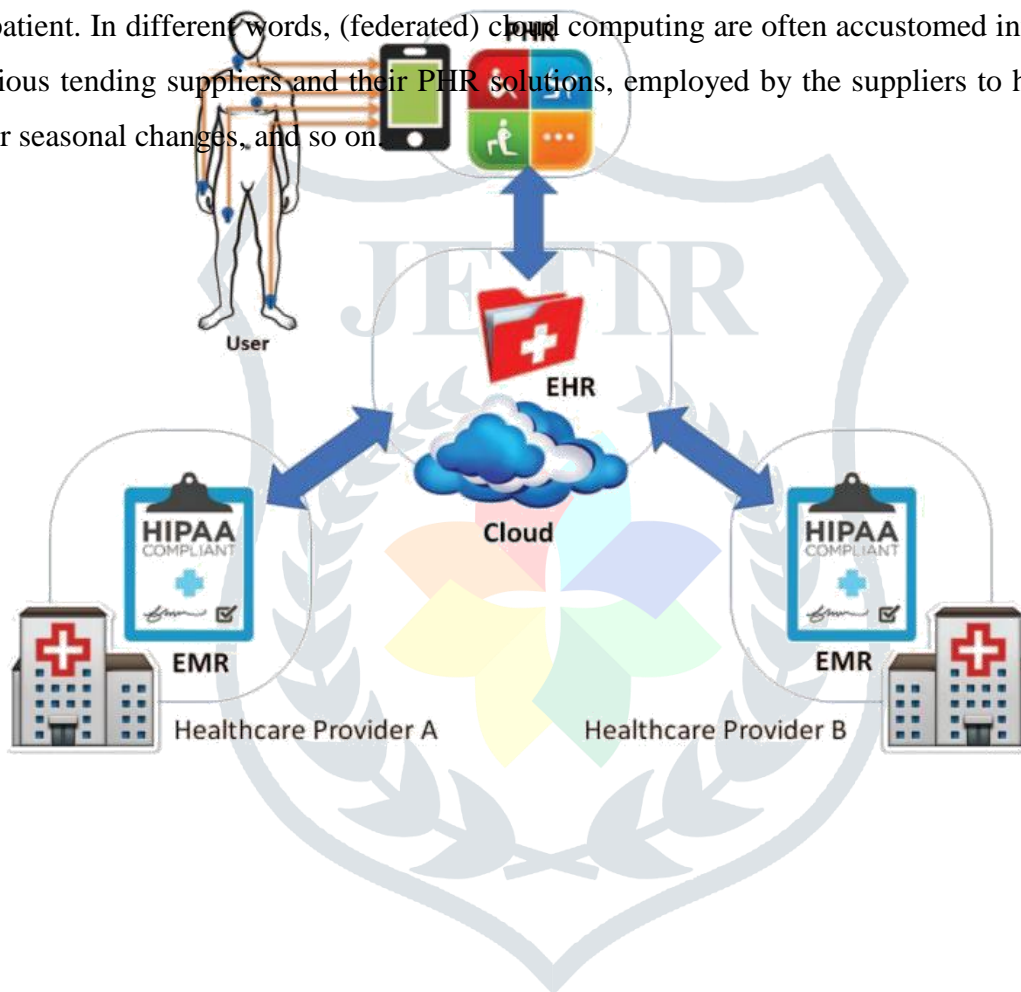 patient. In different words, (federated) cloud computing are often accustomed in
ious tending suppliers and their PHR solutions, employed by the suppliers to h
r seasonal changes, and so on.
PHR
User
JETIR
EHR
Cloud
HIPAA
COMPLIANT
EMR
Healthcare Provider A
HIPAA
COMPLIANT
EMR
Healthcare Provider B